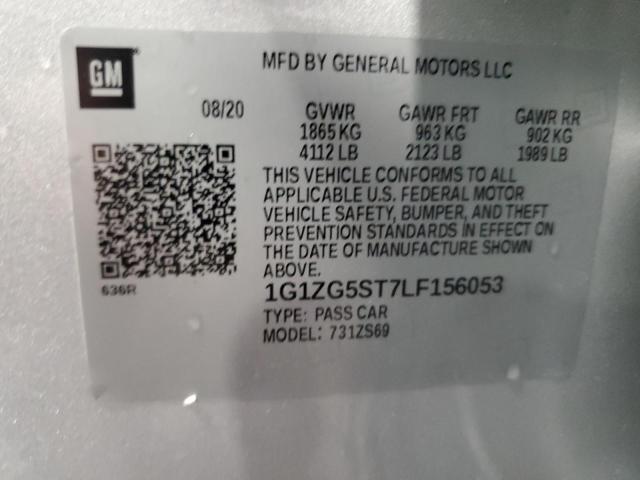 GM
MFD BY GENERAL MOTORS LLC
08/20 GVWR GAWR FRT GAWR RR
1865 KG 963 KG 902 KG
4112 LB 2123 LB 1989 LB
THIS VEHICLE CONFORMS TO ALL
APPLICABLE U.S. FEDERAL MOTOR
VEHICLE SAFETY, BUMPER, AND THEFT
PREVENTION STANDARDS IN EFFECT ON
THE DATE OF MANUFACTURE SHOWN
ABOVE.
636R
1G1ZG5ST7LF156053
TYPE: PASS CAR
MODEL: 731ZS69